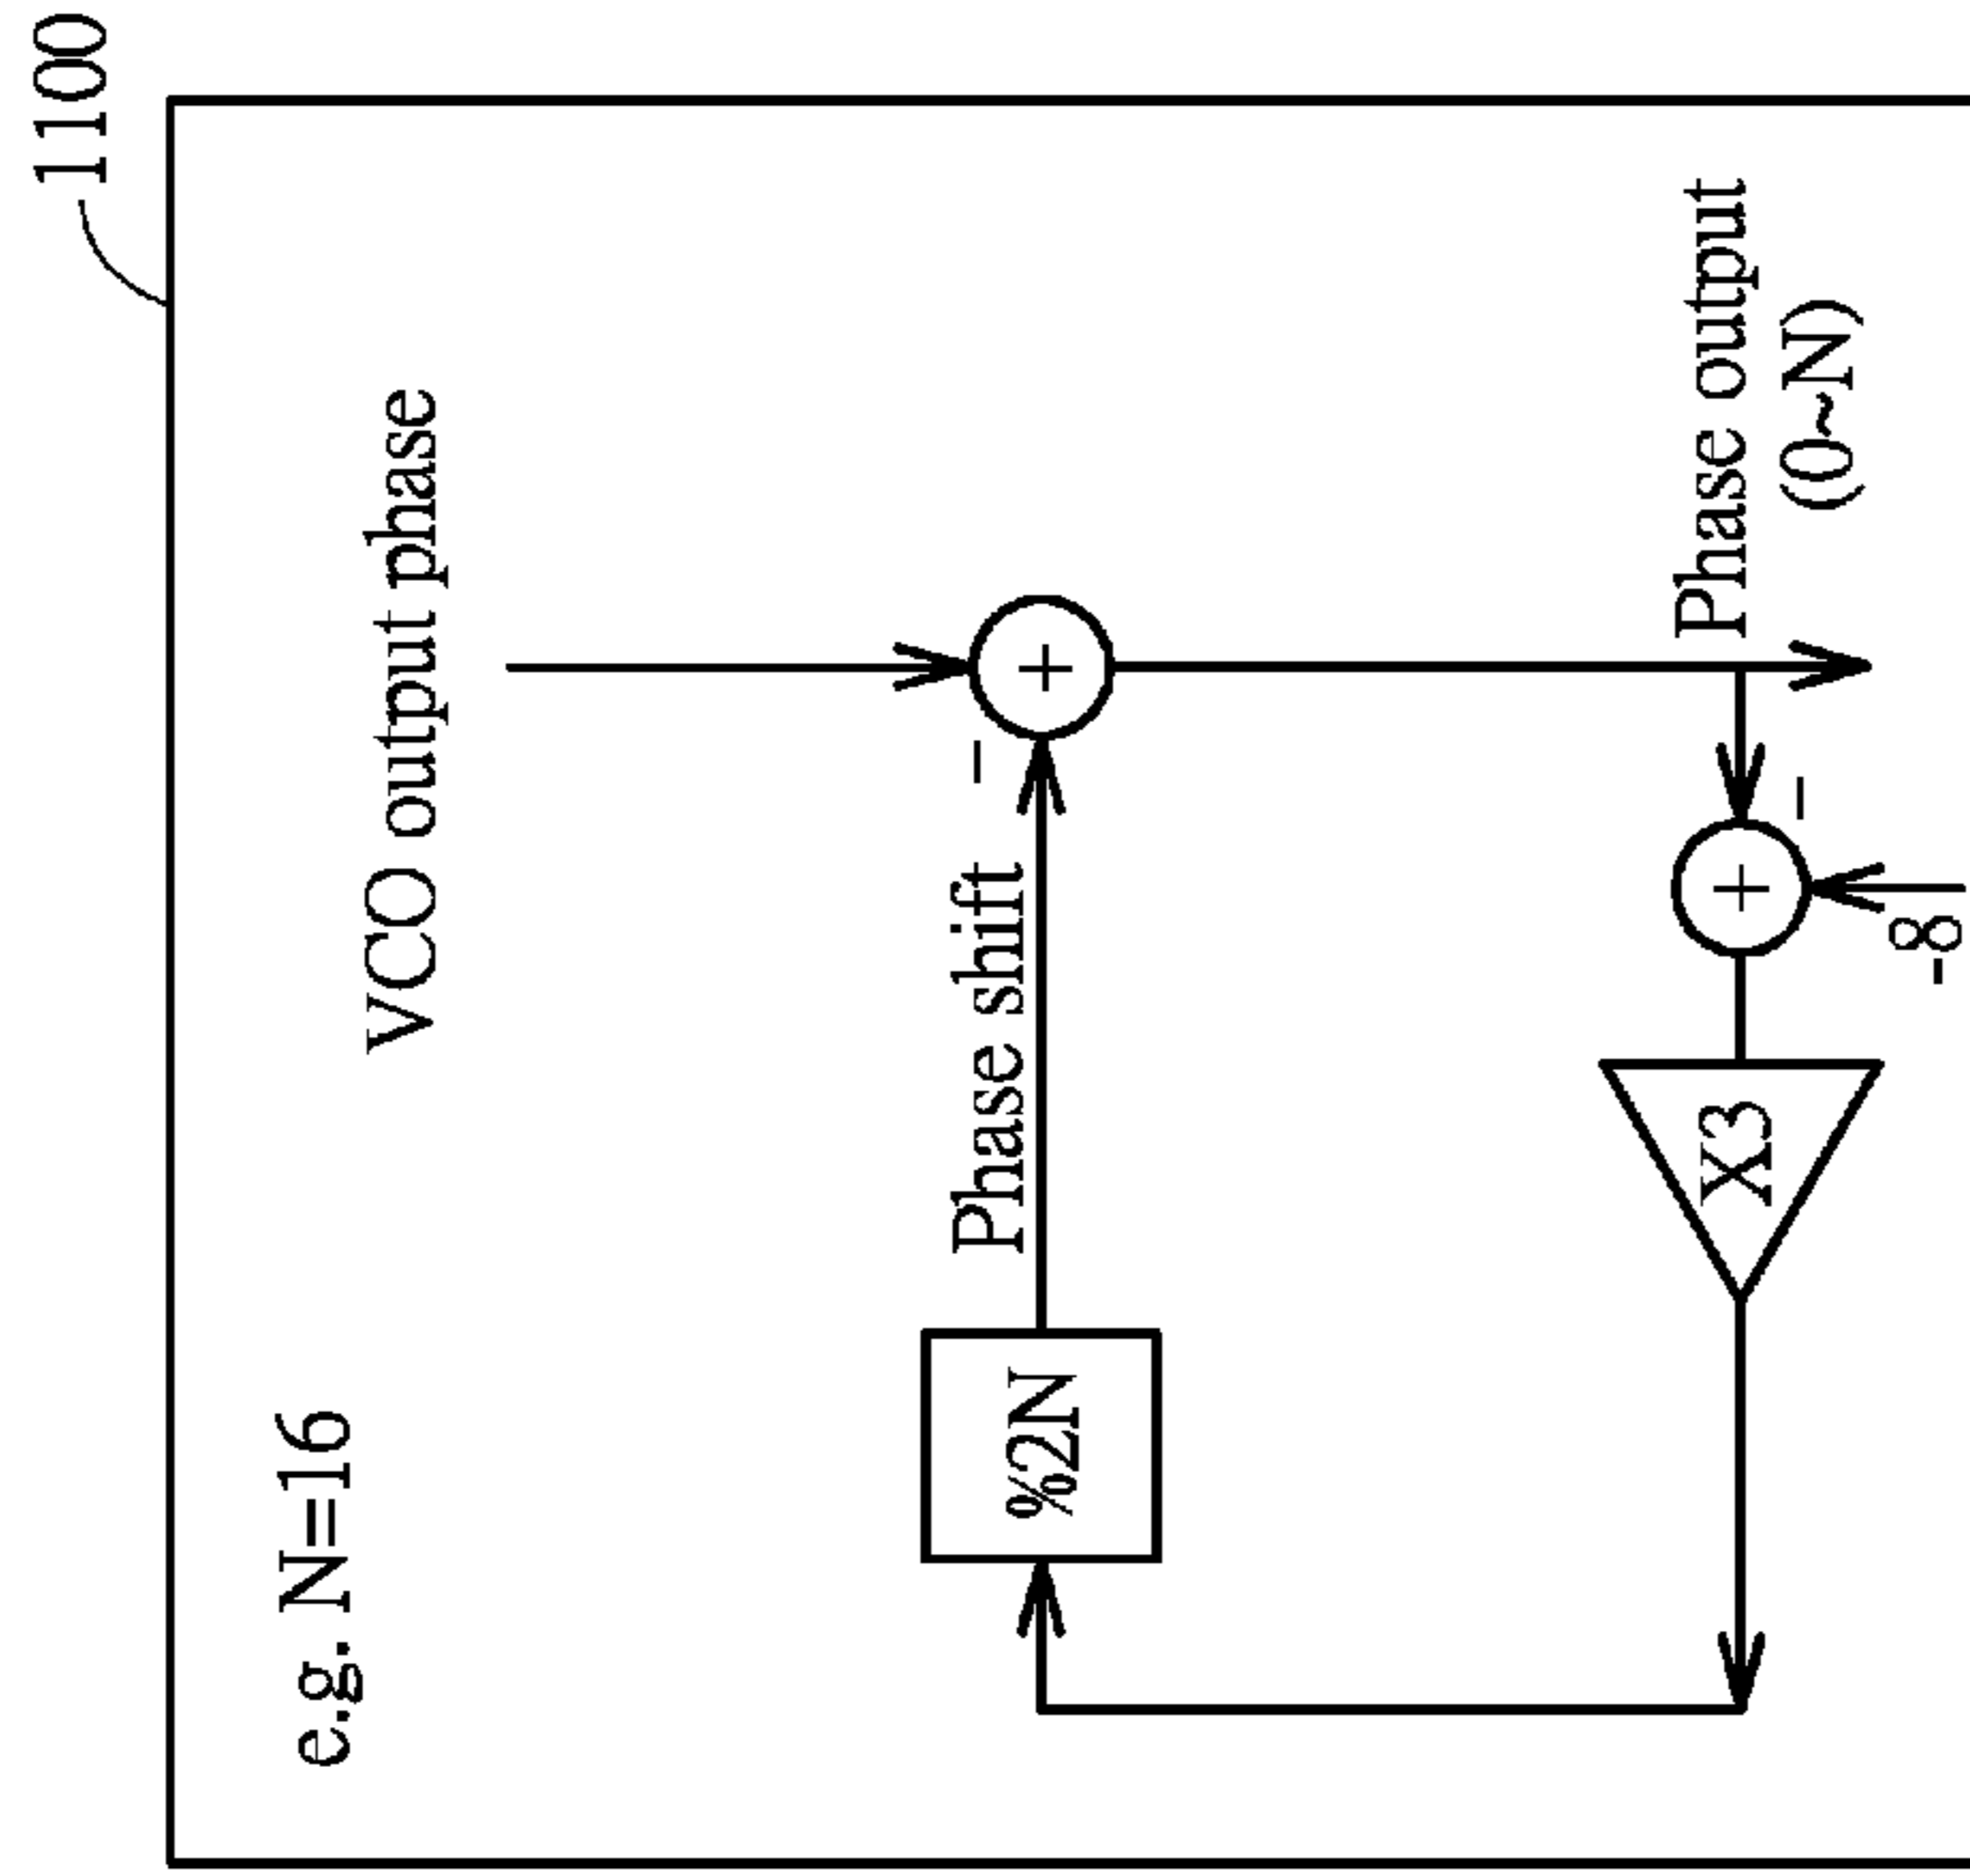 1100
e.g. N=16
VCO output phase
Phase shift
−
+
%2N
Phase output
(0~N)
−
+
-8
X3